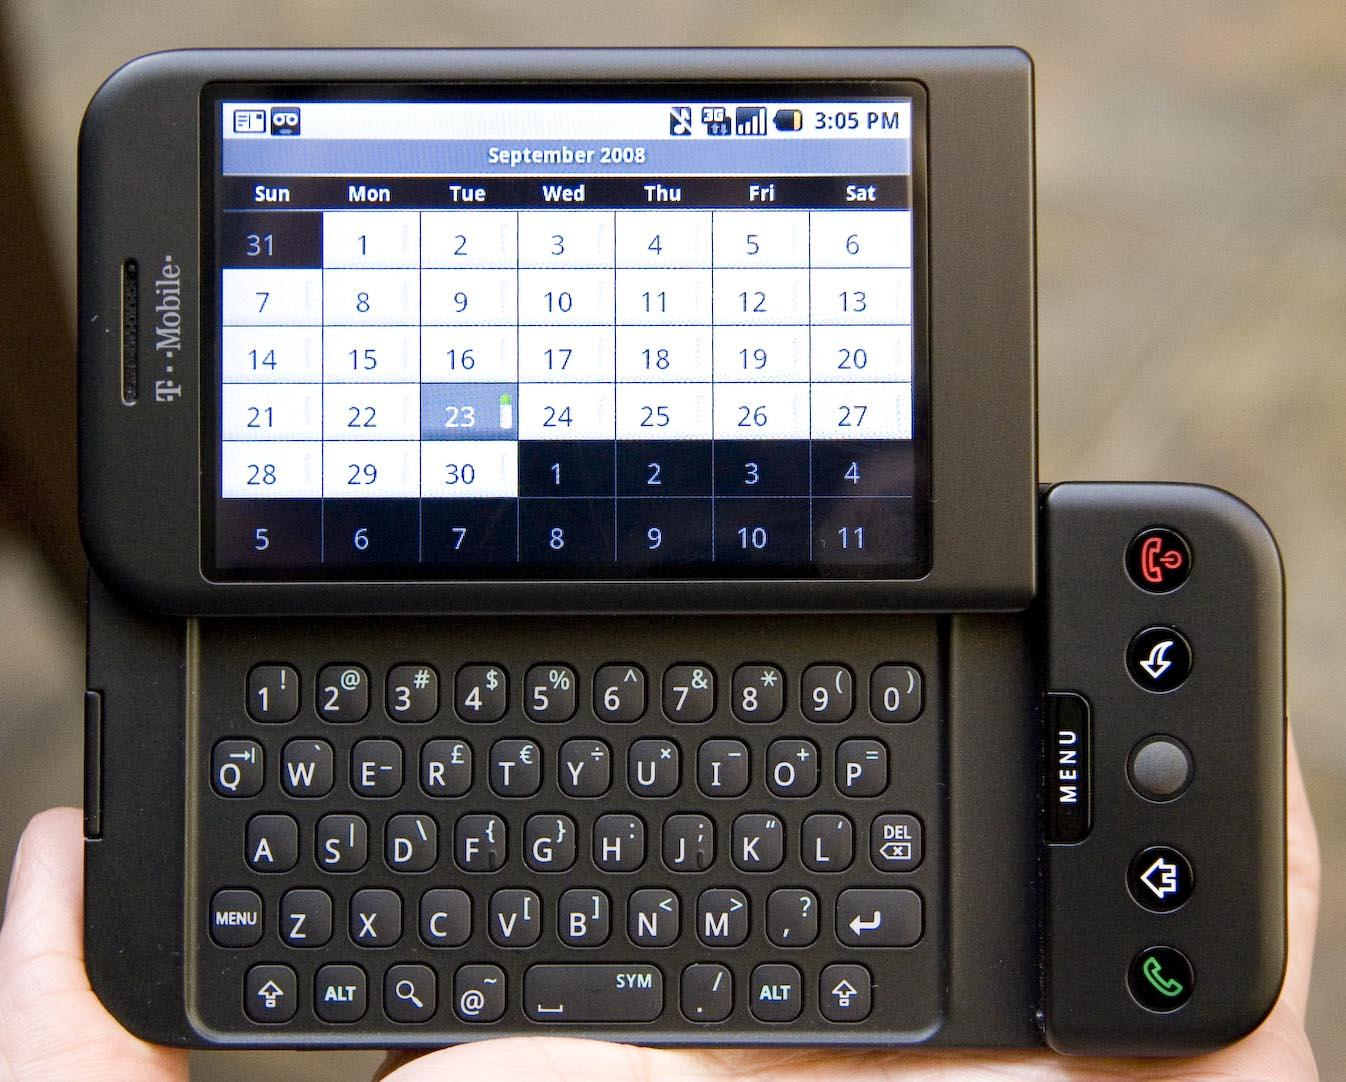 3G 3:05 PM
September 2008
Sun Mon Tue Wed Thu Fri Sat
31 1 2 3 4 5 6
7 8 9 10 11 12 13
14 15 16 17 18 19 20
21 22 23 24 25 26 27
28 29 30 1 2 3 4
5 6 7 8 9 10 11
T··Mobile·
1 ! 2 @ 3 # 4 $ 5 % 6 ^ 7 & 8 * 9 ( 0 )
Q W ` E – R £ T € Y ÷ U × I – O + P =
A S | D \ F { G } H : J ; K " L ' DEL
MENU Z X C V [ B ] N < M > , ?
ALT @ ~ SYM . / ALT
MENU